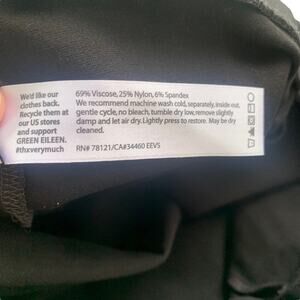 We'd like our
clothes back.
Recycle them at
our US stores
and support
GREEN EILEEN.
#thxverymuch
69% Viscose, 25% Nylon, 6% Spandex
We recommend machine wash cold, separately, inside out,
gentle cycle, no bleach, tumble dry low, remove slightly
damp and let air dry. Lightly press to restore. May be dry
cleaned.
RN# 78121/CA#34460 EEVS